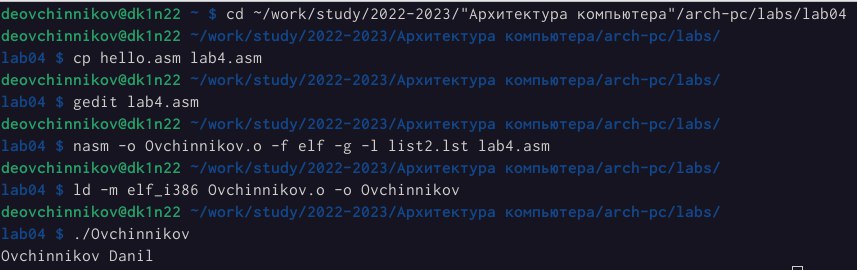 deovchinnikov@dk1n22 ~ $ cd ~/work/study/2022-2023/"Архитектура компьютера"/arch-pc/labs/lab04
deovchinnikov@dk1n22 ~/work/study/2022-2023/Архитектура компьютера/arch-pc/labs/
lab04 $ cp hello.asm lab4.asm
deovchinnikov@dk1n22 ~/work/study/2022-2023/Архитектура компьютера/arch-pc/labs/
lab04 $ gedit lab4.asm
deovchinnikov@dk1n22 ~/work/study/2022-2023/Архитектура компьютера/arch-pc/labs/
lab04 $ nasm -o Ovchinnikov.o -f elf -g -l list2.lst lab4.asm
deovchinnikov@dk1n22 ~/work/study/2022-2023/Архитектура компьютера/arch-pc/labs/
lab04 $ ld -m elf_i386 Ovchinnikov.o -o Ovchinnikov
deovchinnikov@dk1n22 ~/work/study/2022-2023/Архитектура компьютера/arch-pc/labs/
lab04 $ ./Ovchinnikov
Ovchinnikov Danil